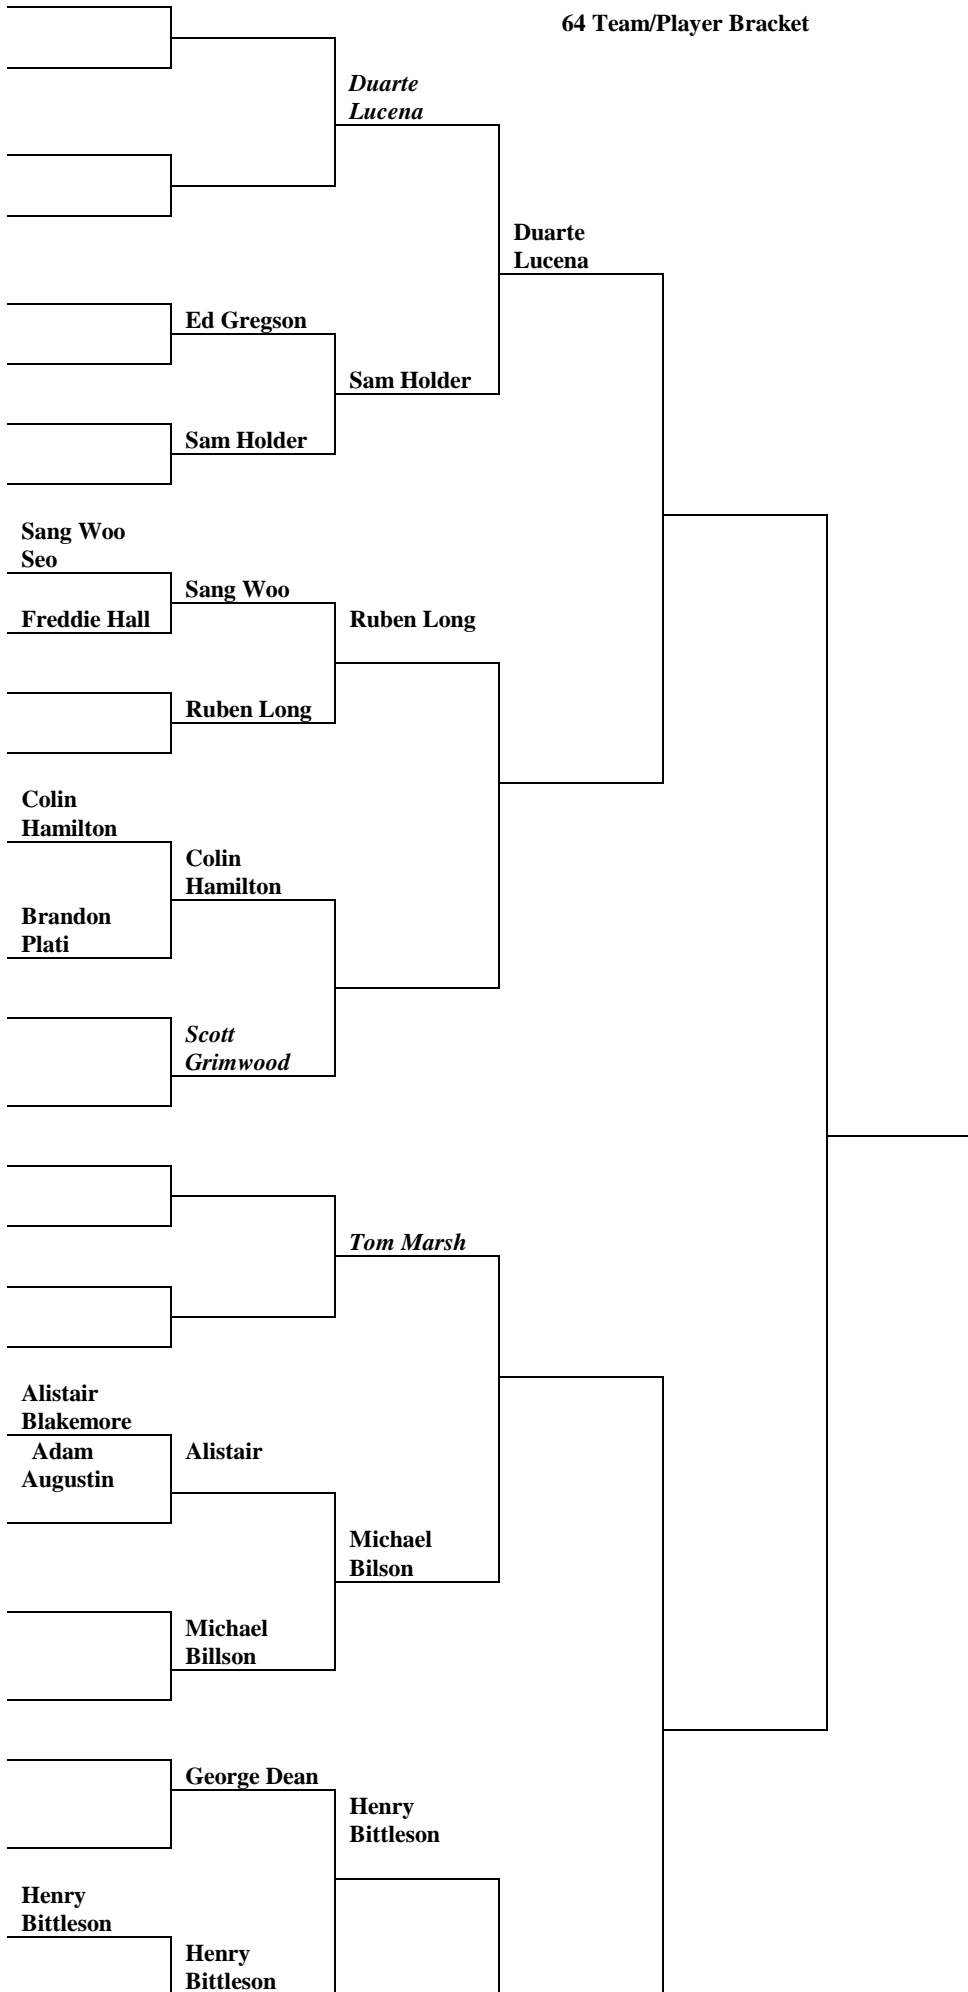 64 Team/Player Bracket
Duarte
Lucena
Duarte
Lucena
Ed Gregson
Sam Holder
Sam Holder
Sang Woo
Seo
Sang Woo
Freddie Hall
Ruben Long
Ruben Long
Colin
Hamilton
Colin
Hamilton
Brandon
Plati
Scott
Grimwood
Tom Marsh
Alistair
Blakemore
Adam
Augustin
Alistair
Michael
Bilson
Michael
Billson
George Dean
Henry
Bittleson
Henry
Bittleson
Henry
Bittleson